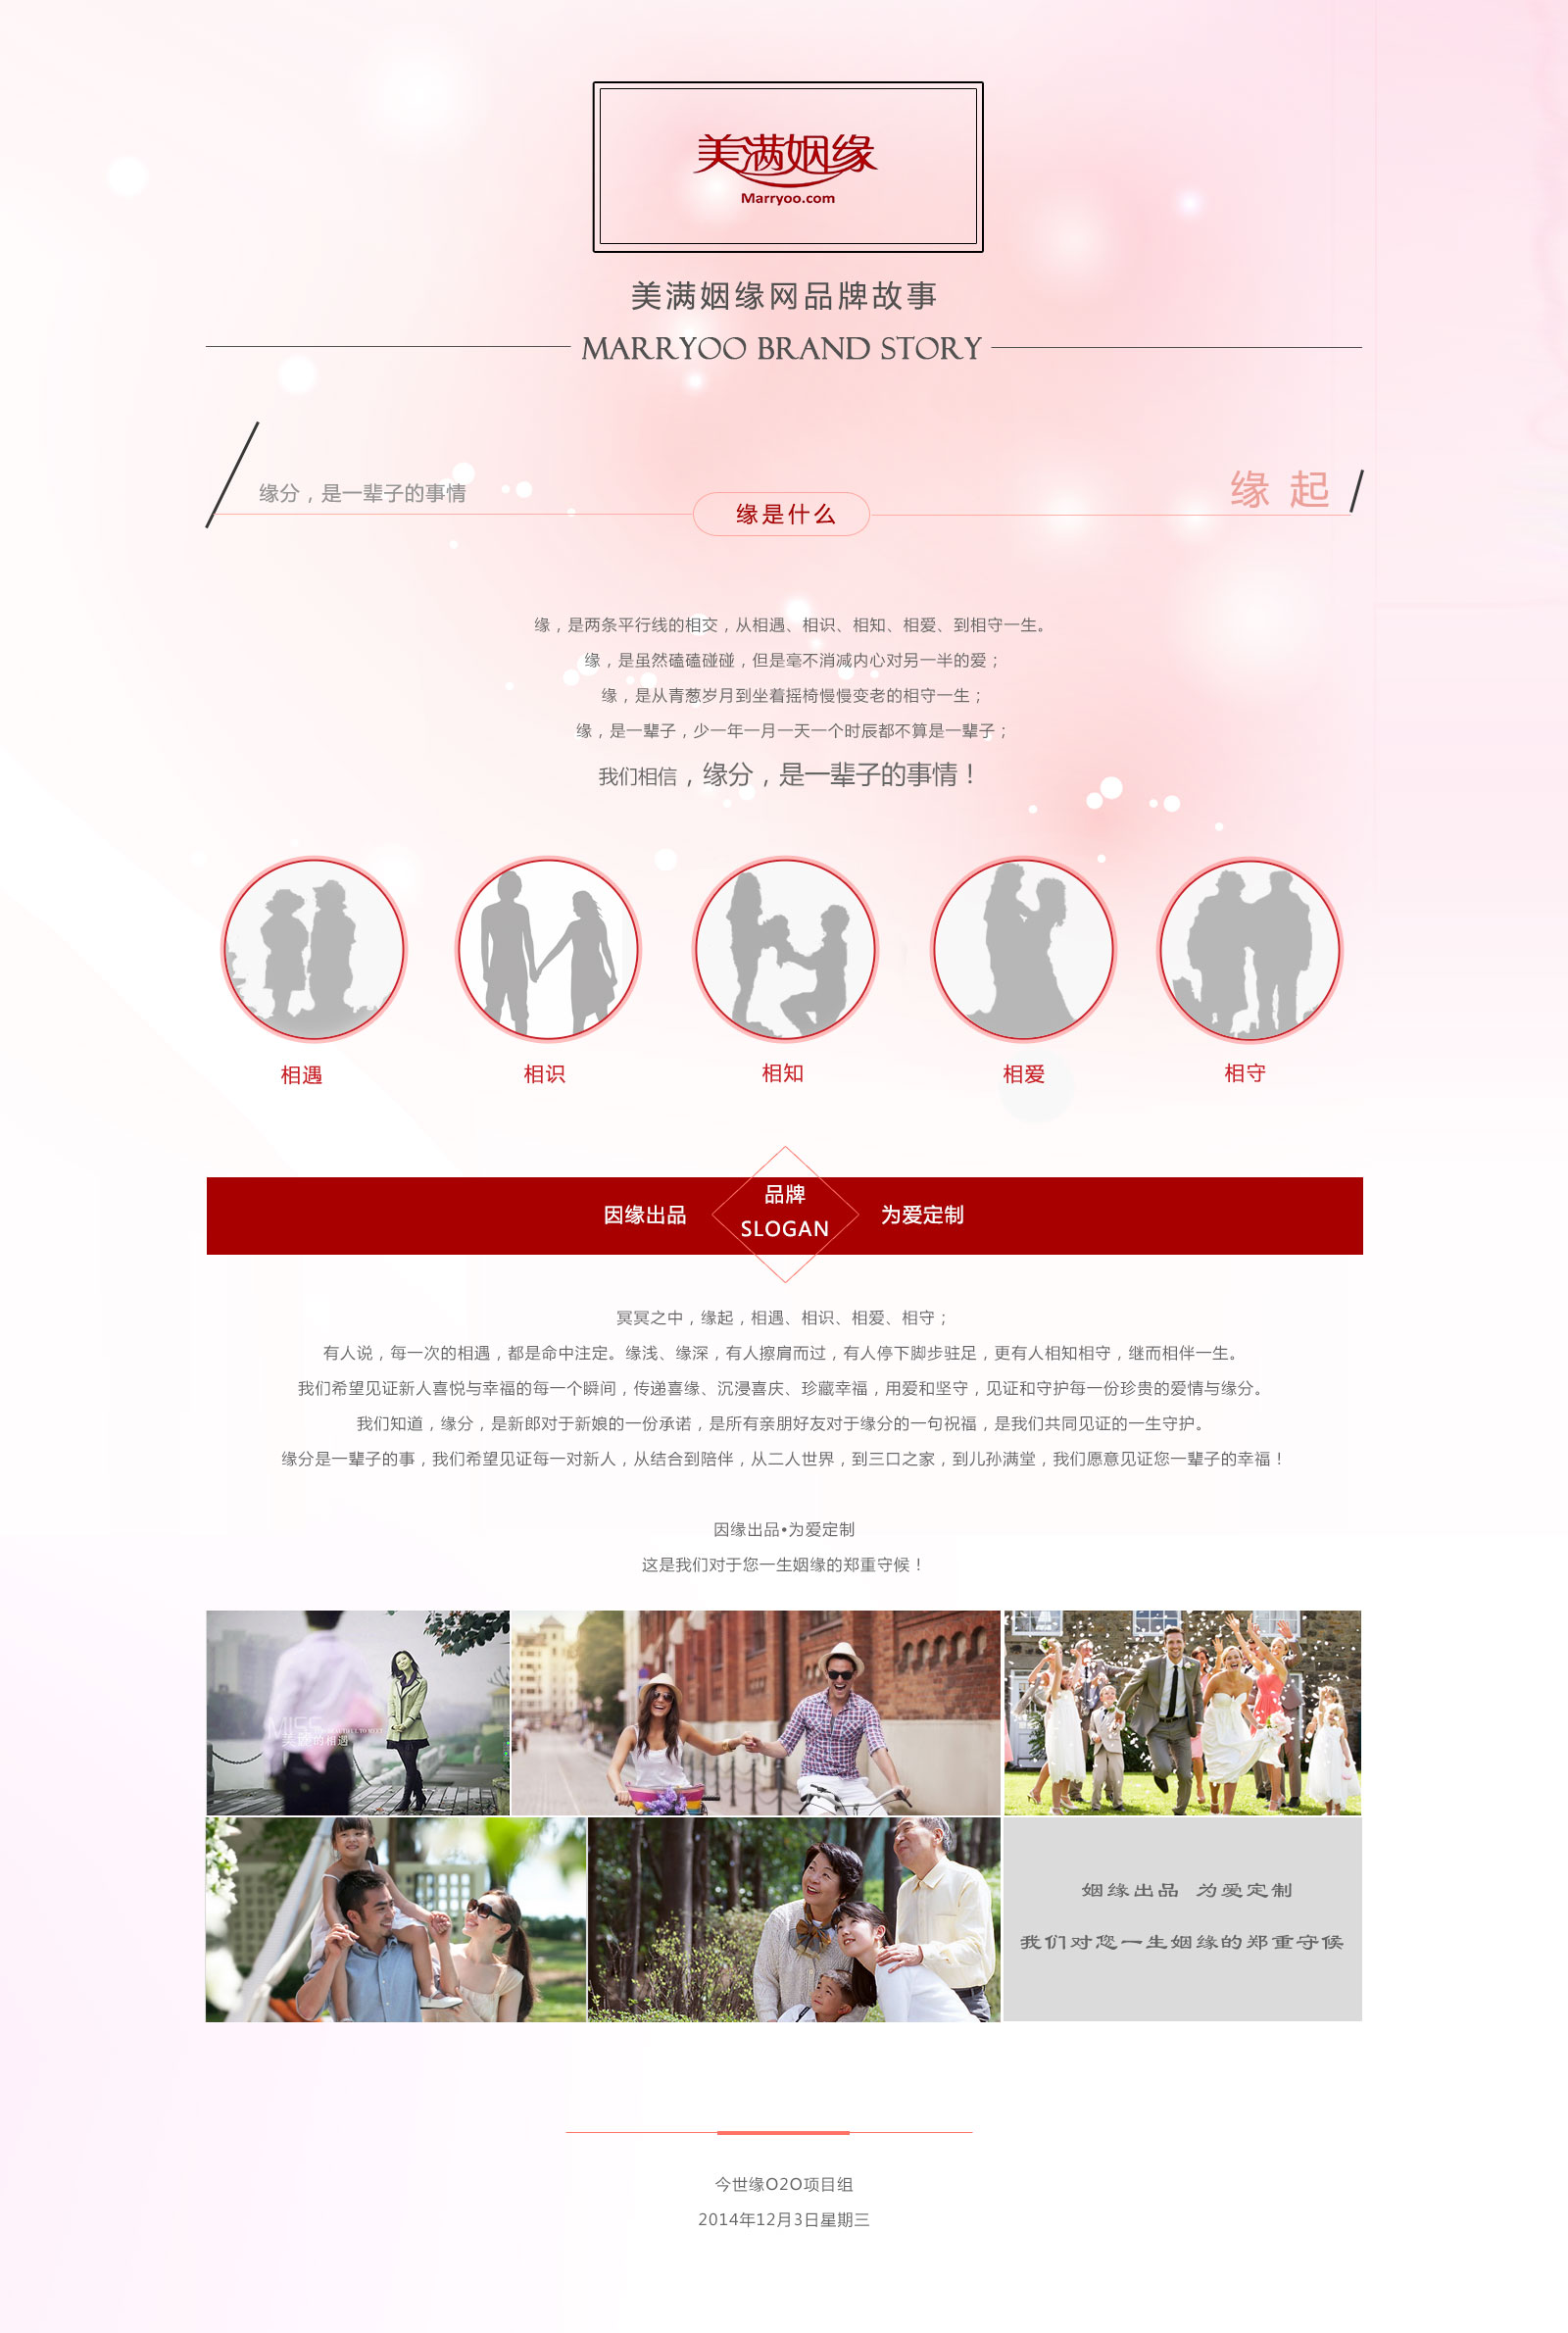 美满姻缘
Marryoo.com
美满姻缘网品牌故事
MARRYOO BRAND STORY
缘分，是一辈子的事情
缘是什么
缘 起
缘，是两条平行线的相交，从相遇、相识、相知、相爱、到相守一生。
缘，是虽然磕磕碰碰，但是毫不消减内心对另一半的爱；
缘，是从青葱岁月到坐着摇椅慢慢变老的相守一生；
缘，是一辈子，少一年一月一天一个时辰都不算是一辈子；
我们相信，缘分，是一辈子的事情！
相遇
相识
相知
相爱
相守
因缘出品
品牌
SLOGAN
为爱定制
冥冥之中，缘起，相遇、相识、相爱、相守；
有人说，每一次的相遇，都是命中注定。缘浅、缘深，有人擦肩而过，有人停下脚步驻足，更有人相知相守，继而相伴一生。
我们希望见证新人喜悦与幸福的每一个瞬间，传递喜缘、沉浸喜庆、珍藏幸福，用爱和坚守，见证和守护每一份珍贵的爱情与缘分。
我们知道，缘分，是新郎对于新娘的一份承诺，是所有亲朋好友对于缘分的一句祝福，是我们共同见证的一生守护。
缘分是一辈子的事，我们希望见证每一对新人，从结合到陪伴，从二人世界，到三口之家，到儿孙满堂，我们愿意见证您一辈子的幸福！
因缘出品•为爱定制
这是我们对于您一生姻缘的郑重守候！
MISS
的相遇
姻缘出品 为爱定制
我们对您一生姻缘的郑重守候
今世缘O2O项目组
2014年12月3日星期三